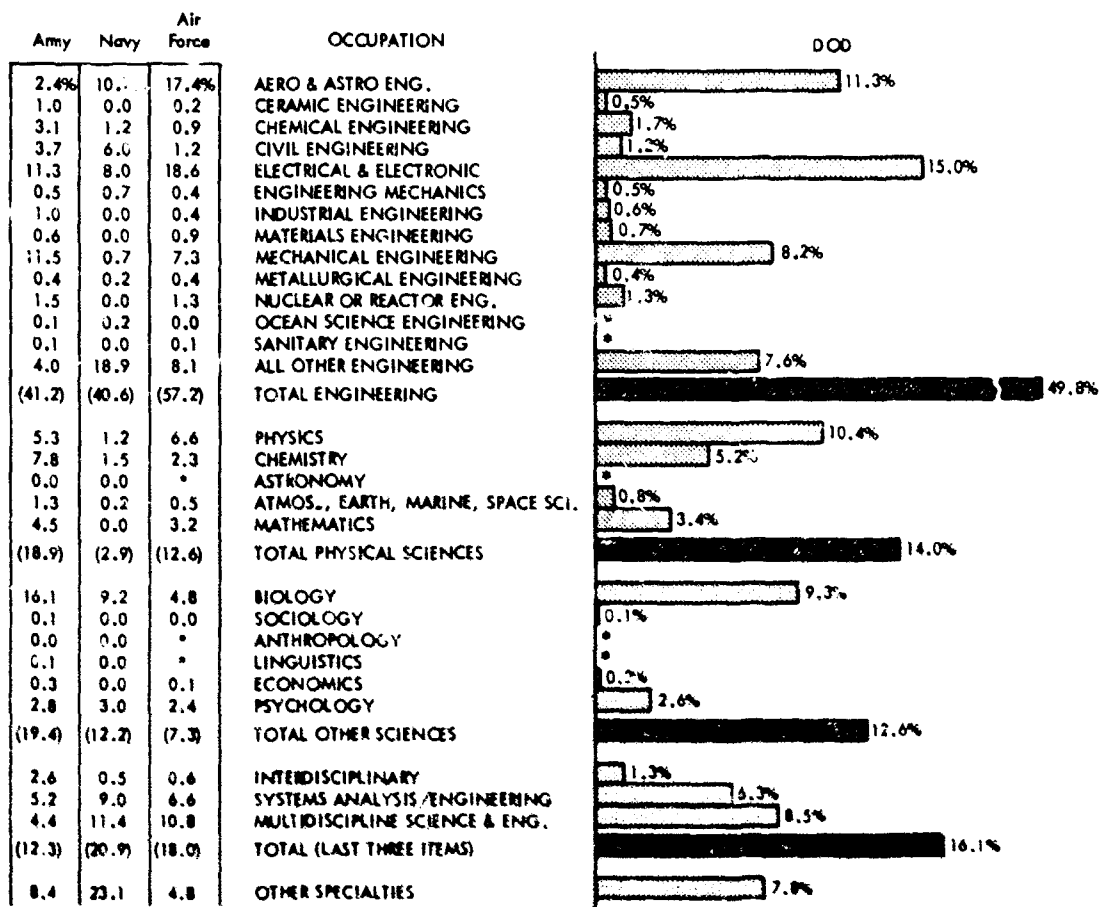 Air
Army Navy Force OCCUPATION DOD
2.4% 17.4% AERO & ASTRO ENG. 11.3%
1.0 0.0 0.2 CERAMIC ENGINEERING 0.5%
3.1 1.2 0.9 CHEMICAL ENGINEERING 1.7%
3.7 6.0 1.2 CIVIL ENGINEERING 1.2%
11.3 8.0 18.6 ELECTRICAL & ELECTRONIC 15.0%
0.5 0.7 0.4 ENGINEERING MECHANICS 0.5%
1.0 0.0 0.4 INDUSTRIAL ENGINEERING 0.6%
0.6 0.0 0.9 MATERIALS ENGINEERING 0.7%
11.5 0.7 7.3 MECHANICAL ENGINEERING 8.2%
0.4 0.2 0.4 METALLURGICAL ENGINEERING 0.4%
1.5 0.0 1.3 NUCLEAR OR REACTOR ENG. 1.3%
0.1 0.2 0.0 OCEAN SCIENCE ENGINEERING *
0.1 0.0 0.1 SANITARY ENGINEERING *
4.0 18.9 8.1 ALL OTHER ENGINEERING 7.6%
(41.2) (40.6) (57.2) TOTAL ENGINEERING 49.8%
5.3 1.2 6.6 PHYSICS 10.4%
7.8 1.5 2.3 CHEMISTRY 5.2%
0.0 0.0 * ASTRONOMY *
1.3 0.2 0.5 ATMOS., EARTH, MARINE, SPACE SCI. 0.8%
4.5 0.0 3.2 MATHEMATICS 3.4%
(18.9) (2.9) (12.6) TOTAL PHYSICAL SCIENCES 14.0%
16.1 9.2 4.8 BIOLOGY 9.3%
0.1 0.0 0.0 SOCIOLOGY 0.1%
0.0 0.0 * ANTHROPOLOGY *
0.1 0.0 * LINGUISTICS *
0.3 0.0 0.1 ECONOMICS
2.8 3.0 2.4 PSYCHOLOGY 2.6%
(19.4) (12.2) (7.3) TOTAL OTHER SCIENCES 12.6%
2.6 0.5 0.6 INTERDISCIPLINARY 1.3%
5.2 9.0 6.6 SYSTEMS ANALYSIS/ENGINEERING 6.3%
4.4 11.4 10.8 MULTIDISCIPLINE SCIENCE & ENG. 8.5%
(12.3) (20.9) (18.0) TOTAL (LAST THREE ITEMS) 16.1%
8.4 23.1 4.8 OTHER SPECIALTIES 7.8%